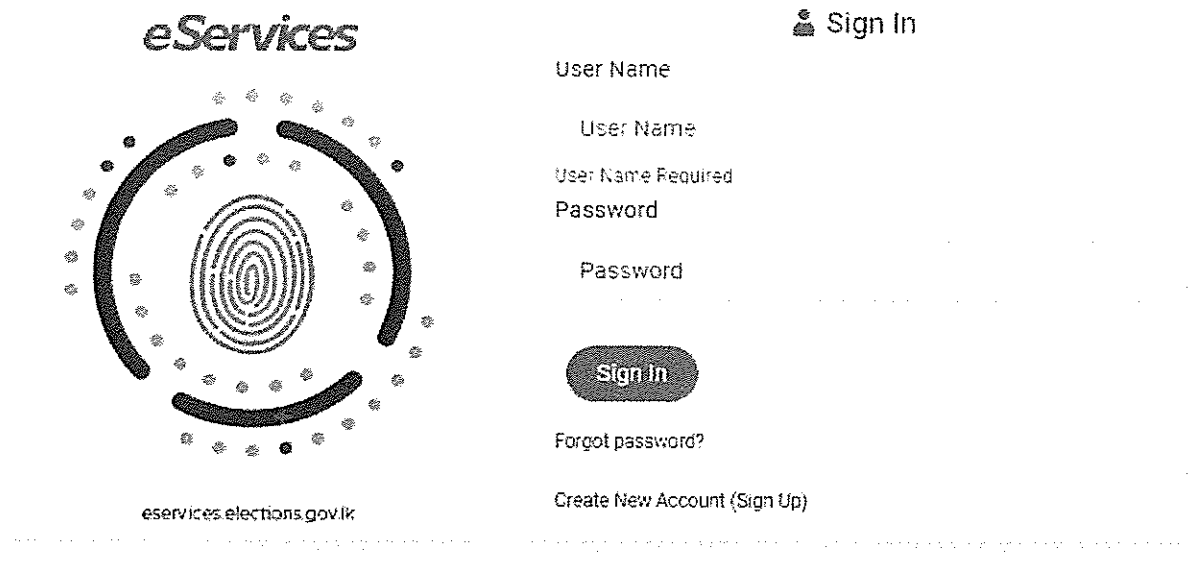 eServices
eservices.elections.gov.lk
Sign In
User Name
User Name
User Name Required
Password
Password
Sign In
Forgot password?
Create New Account (Sign Up)